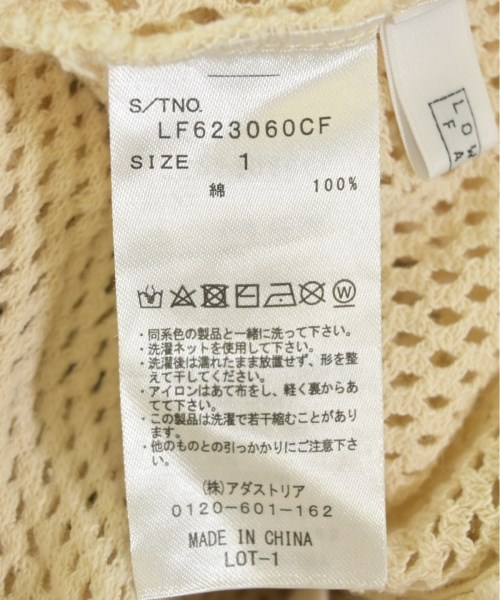 S/TNO.
LF623060CF
SIZE 1
綿 100%
・同系色の製品と一緒に洗って下さい。
・洗濯ネットを使用して下さい。
・洗濯後は濡れたまま放置せず、形を整
えて干してください。
・アイロンはあて布をし、軽く裏からあ
てて下さい。
・この製品は洗濯で若干縮むことがあり
ます。
・他のものとの引っかかりにご注意下さ
い。
(株)アダストリア
0120-601-162
MADE IN CHINA
LOT-1
LOW
FA